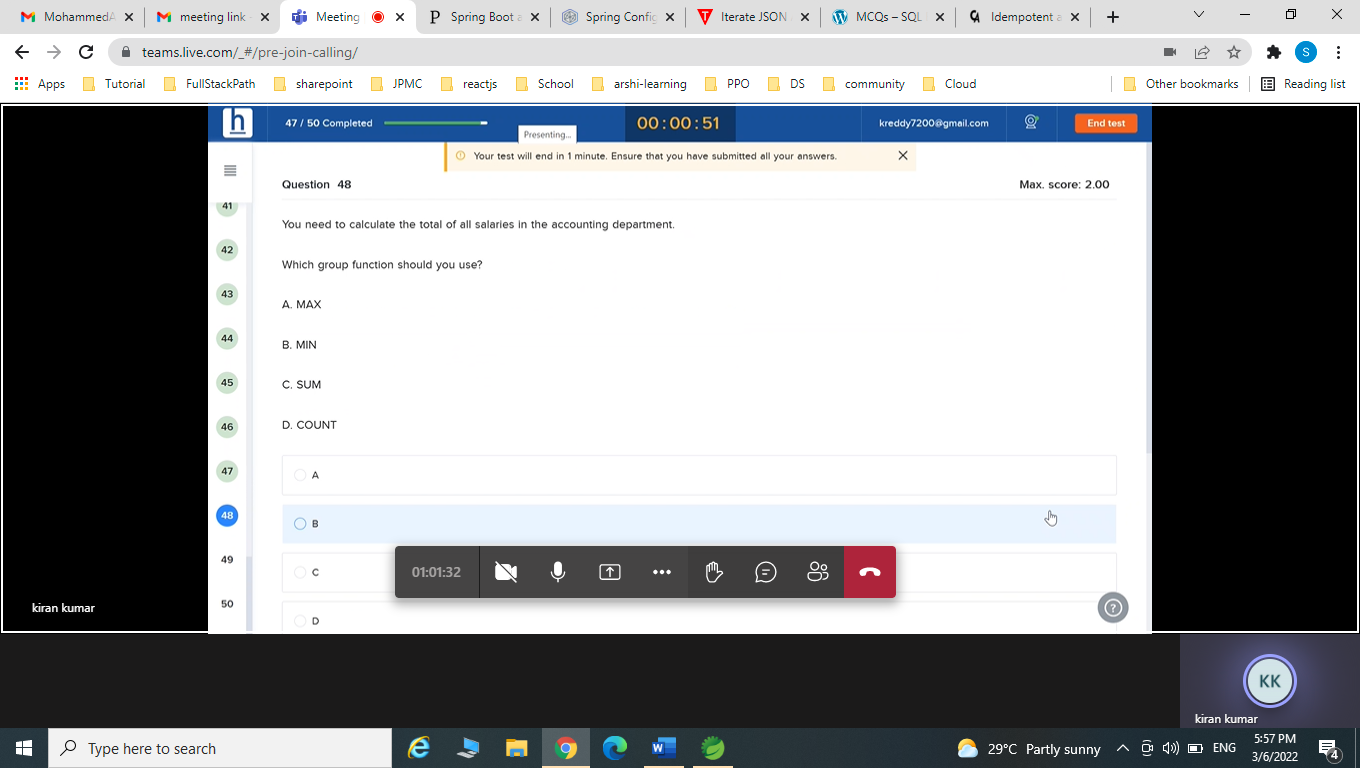 MohammedA
meeting link
Meeting
Spring Boot a
Spring Config
Iterate JSON
MCQs – SQL
Idempotent a
teams.live.com/_#/pre-join-calling/
S
Apps
Tutorial
FullStackPath
sharepoint
JPMC
reactjs
School
arshi-learning
PPO
DS
community
Cloud
Other bookmarks
Reading list
h
47 / 50 Completed
00:00:51
kreddy7200@gmail.com
End test
Presenting...
Your test will end in 1 minute. Ensure that you have submitted all your answers.
Question 48
Max. score: 2.00
41
42
43
44
45
46
47
48
49
50
You need to calculate the total of all salaries in the accounting department.
Which group function should you use?
A. MAX
B. MIN
C. SUM
D. COUNT
A
B
C
D
01:01:32
kiran kumar
KK
kiran kumar
Type here to search
29°C Partly sunny
ENG
5:57 PM
3/6/2022
4